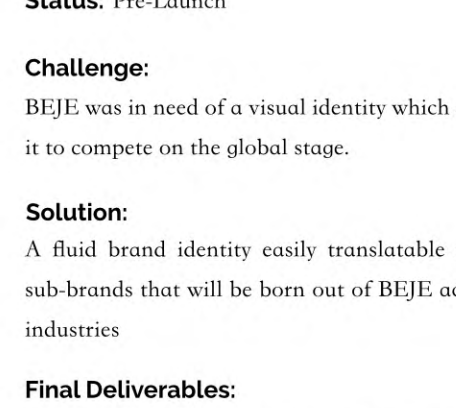 Status: Pre-Launch
Challenge:
BEJE was in need of a visual identity which
it to compete on the global stage.
Solution:
A fluid brand identity easily translatable
sub-brands that will be born out of BEJE
industries
Final Deliverables: